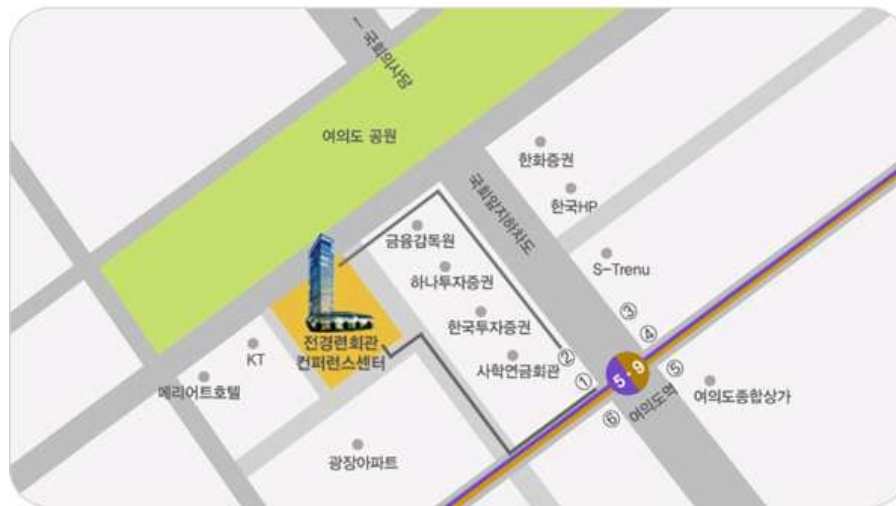 ← 국회의사당
여의도 공원
한화증권
국회앞지하차도
한국HP
금융감독원
S-Trenu
하나투자증권
한국투자증권
③
④
전경련회관
컨퍼런스센터
KT
②
사학연금회관
①
5·9
⑤
메리어트호텔
여의도역
여의도종합상가
⑥
광장아파트